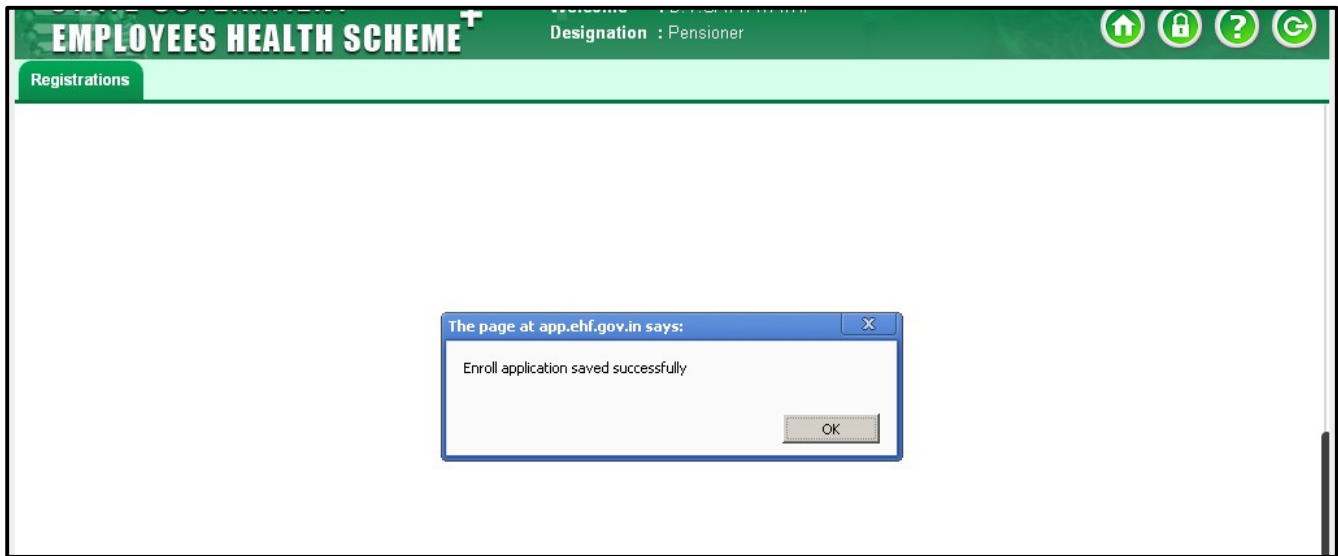 EMPLOYEES HEALTH SCHEME
Designation : Pensioner
Registrations
The page at app.ehf.gov.in says:
Enroll application saved successfully
OK